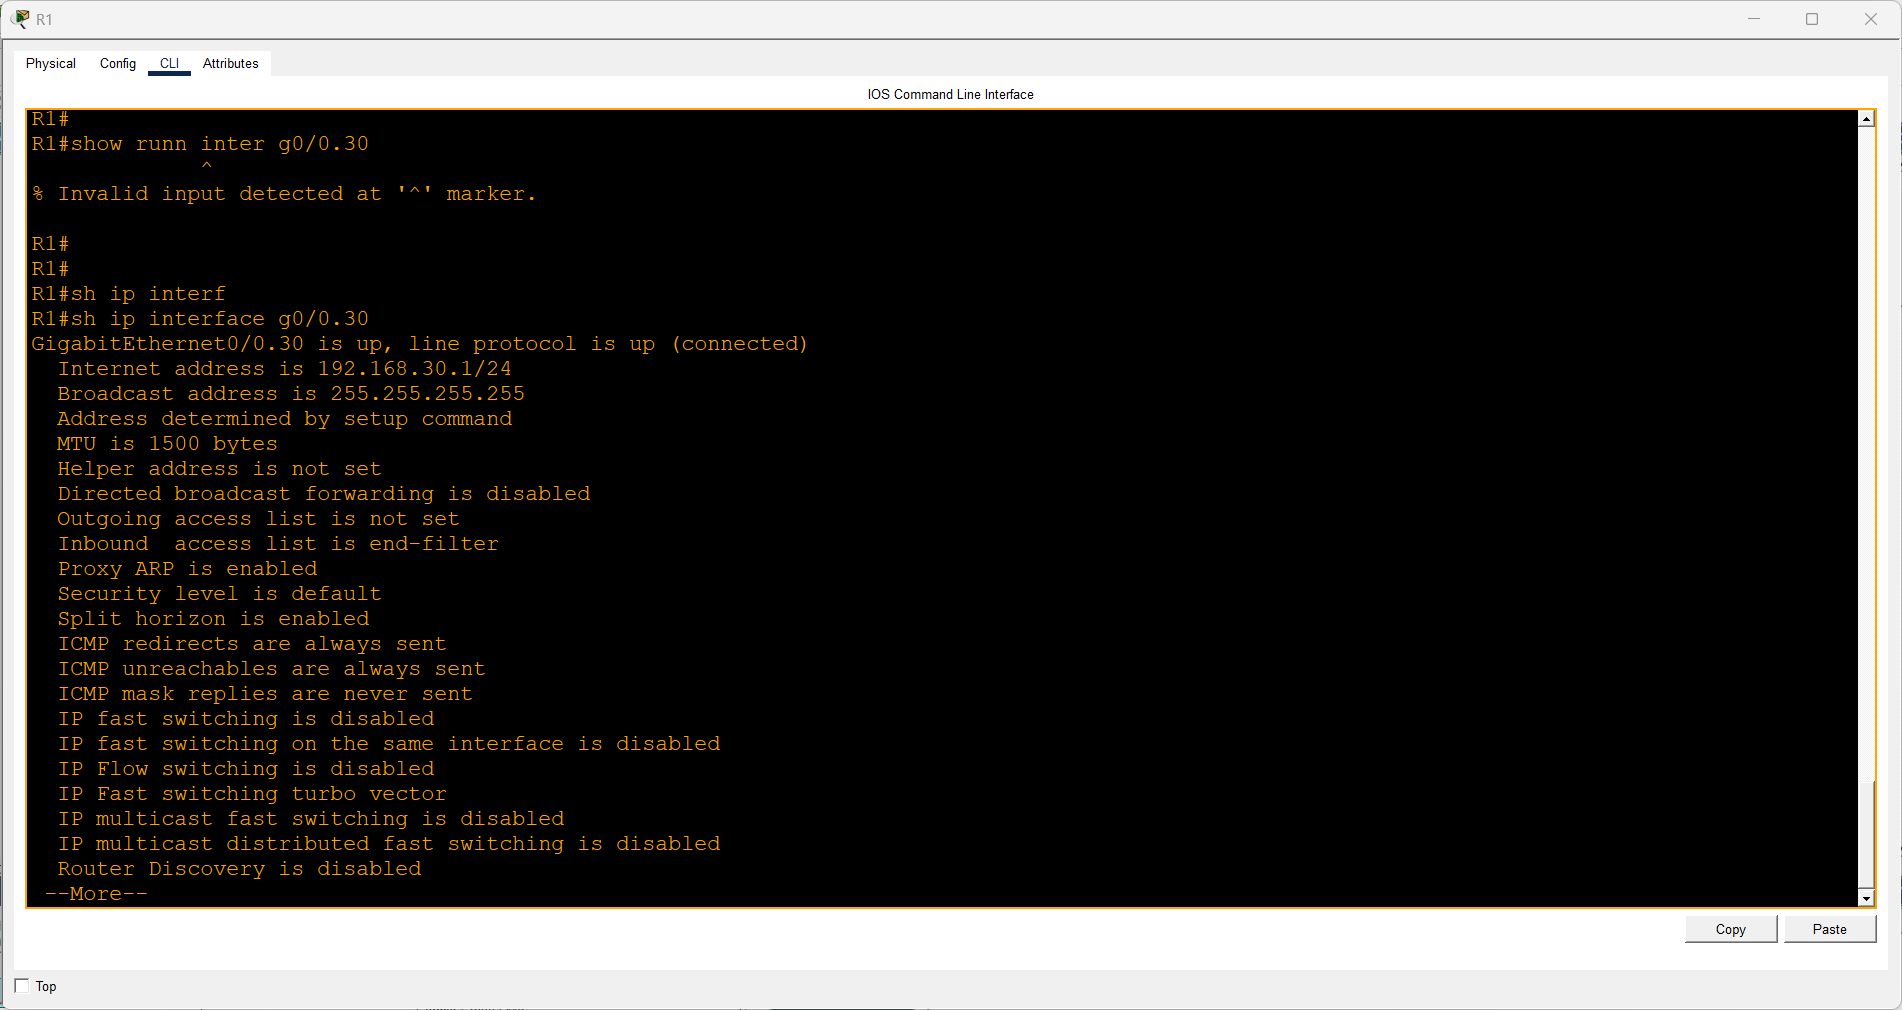 R1
Physical Config CLI Attributes
IOS Command Line Interface
R1#
R1#show runn inter g0/0.30
^
% Invalid input detected at '^' marker.
R1#
R1#
R1#sh ip interf
R1#sh ip interface g0/0.30
GigabitEthernet0/0.30 is up, line protocol is up (connected)
Internet address is 192.168.30.1/24
Broadcast address is 255.255.255.255
Address determined by setup command
MTU is 1500 bytes
Helper address is not set
Directed broadcast forwarding is disabled
Outgoing access list is not set
Inbound  access list is end-filter
Proxy ARP is enabled
Security level is default
Split horizon is enabled
ICMP redirects are always sent
ICMP unreachables are always sent
ICMP mask replies are never sent
IP fast switching is disabled
IP fast switching on the same interface is disabled
IP Flow switching is disabled
IP Fast switching turbo vector
IP multicast fast switching is disabled
IP multicast distributed fast switching is disabled
Router Discovery is disabled
--More--
Copy Paste
Top